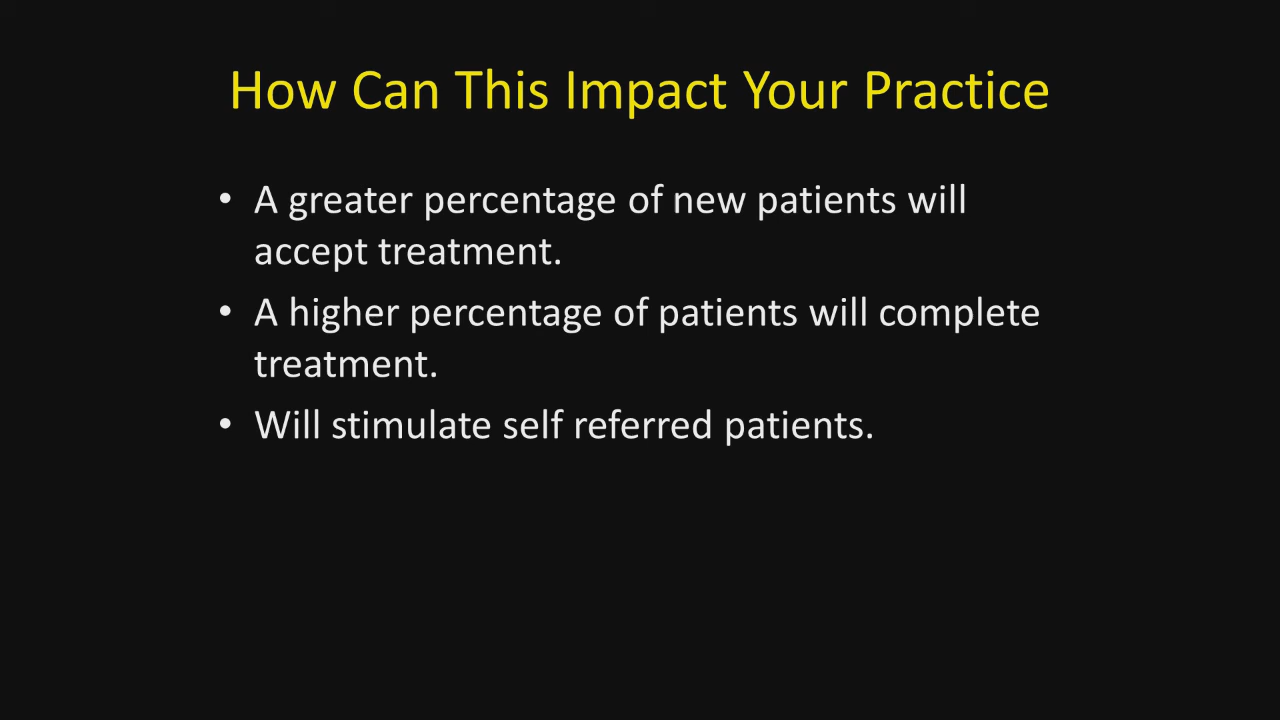 How Can This Impact Your Practice
• A greater percentage of new patients will
accept treatment.
• A higher percentage of patients will complete
treatment.
• Will stimulate self referred patients.